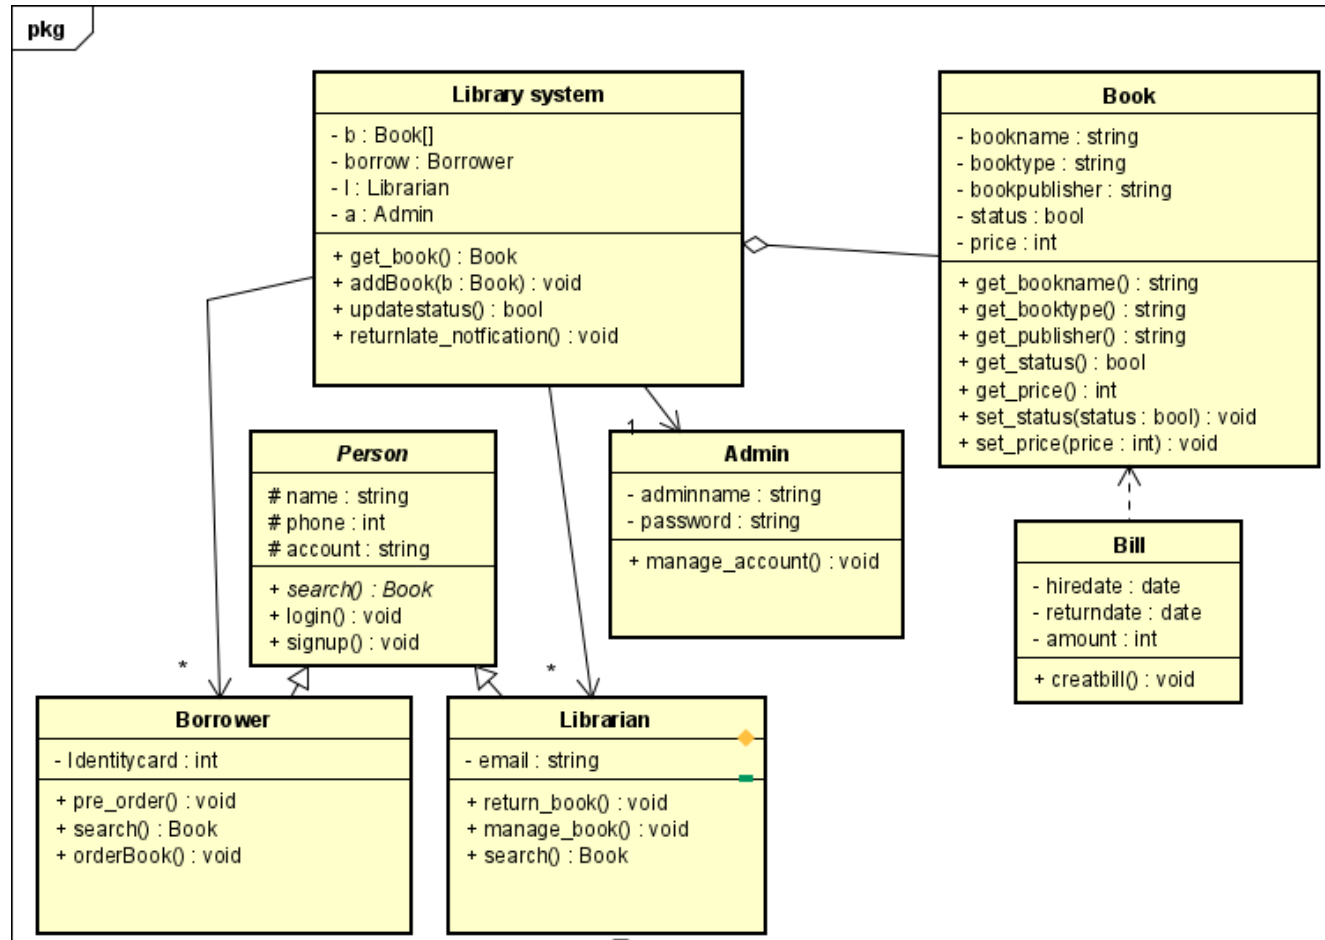 pkg
Library system
- b : Book[]
- borrow : Borrower
- l : Librarian
- a : Admin
+ get_book() : Book
+ addBook(b : Book) : void
+ updatestatus() : bool
+ returnlate_notfication() : void
Book
- bookname : string
- booktype : string
- bookpublisher : string
- status : bool
- price : int
+ get_bookname() : string
+ get_booktype() : string
+ get_publisher() : string
+ get_status() : bool
+ get_price() : int
+ set_status(status : bool) : void
+ set_price(price : int) : void
Person
# name : string
# phone : int
# account : string
+ search() : Book
+ login() : void
+ signup() : void
1
Admin
- adminname : string
- password : string
+ manage_account() : void
Bill
- hiredate : date
- returndate : date
- amount : int
+ creatbill() : void
*
*
Borrower
- Identitycard : int
+ pre_order() : void
+ search() : Book
+ orderBook() : void
Librarian
- email : string
+ return_book() : void
+ manage_book() : void
+ search() : Book